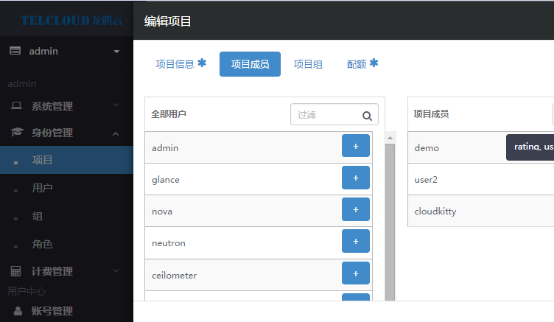 TELCLOUD
编辑项目
admin
项目信息 *
项目成员
项目组
配额 *
admin
系统管理
身份管理
项目
用户
组
角色
计费管理
用户中心
账号管理
全部用户
过滤
admin +
glance +
nova +
neutron +
ceilometer +
项目成员
demo
rating, us
user2
cloudkitty